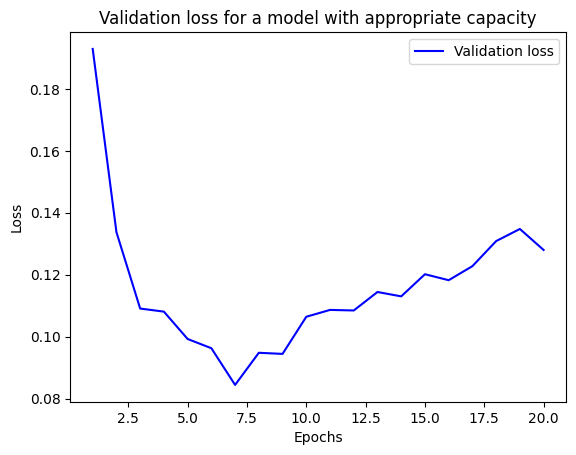 Validation loss for a model with appropriate capacity
Validation loss
0.18
0.16
0.14
0.12
0.10
0.08
Loss
2.5 5.0 7.5 10.0 12.5 15.0 17.5 20.0
Epochs